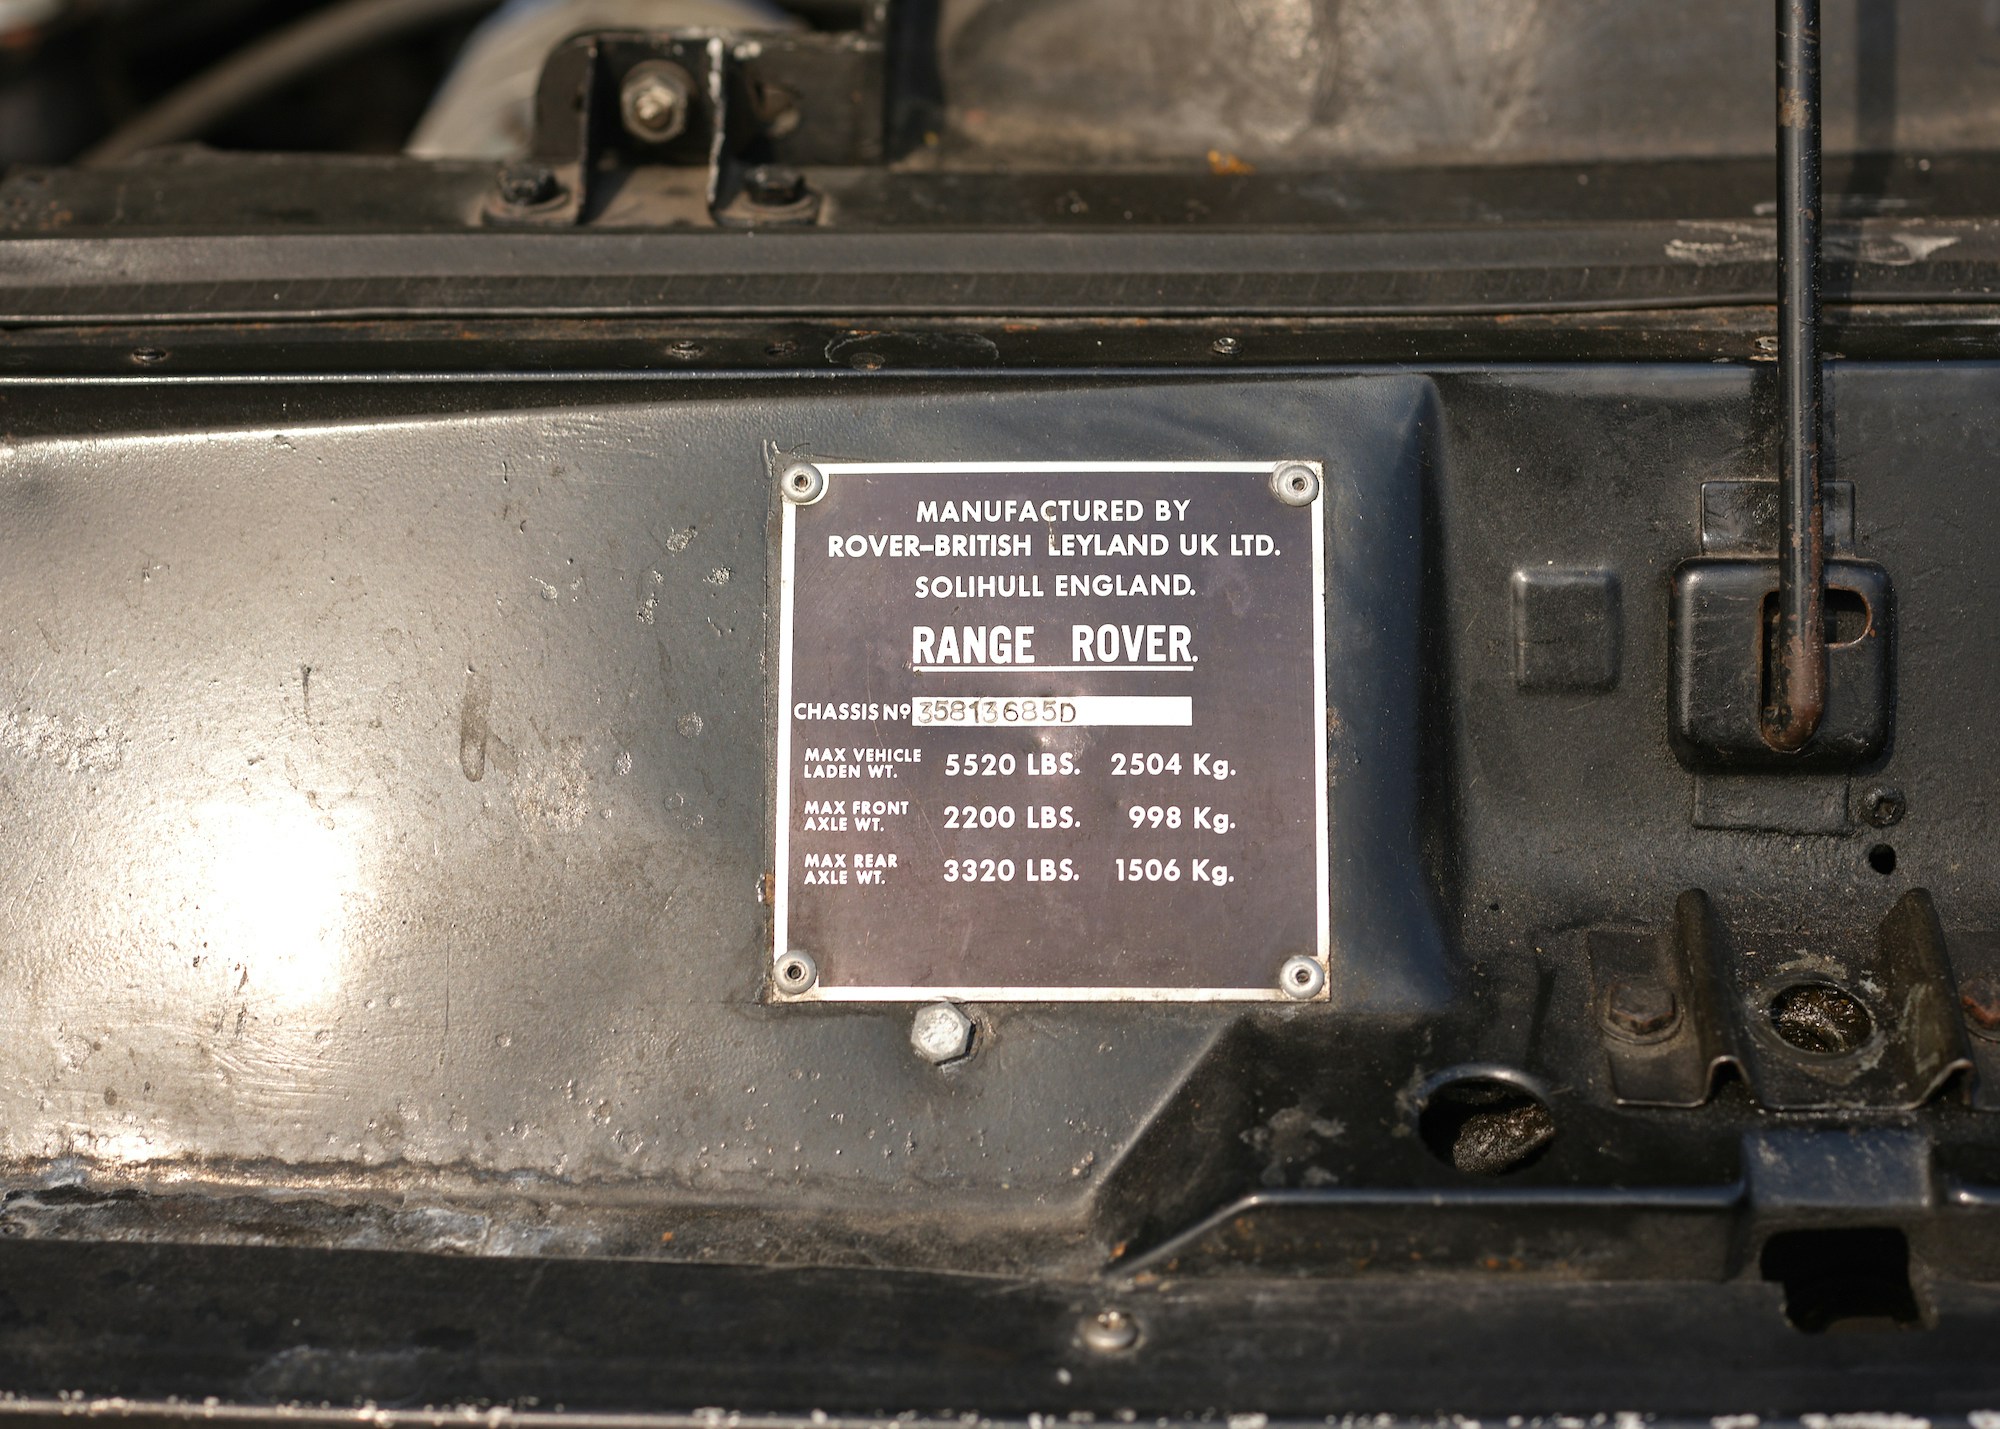 MANUFACTURED BY
ROVER-BRITISH LEYLAND UK LTD.
SOLIHULL ENGLAND.
RANGE ROVER.
CHASSIS Nº 35813685D
MAX VEHICLE
LADEN WT. 5520 LBS. 2504 Kg.
MAX FRONT
AXLE WT. 2200 LBS. 998 Kg.
MAX REAR
AXLE WT. 3320 LBS. 1506 Kg.